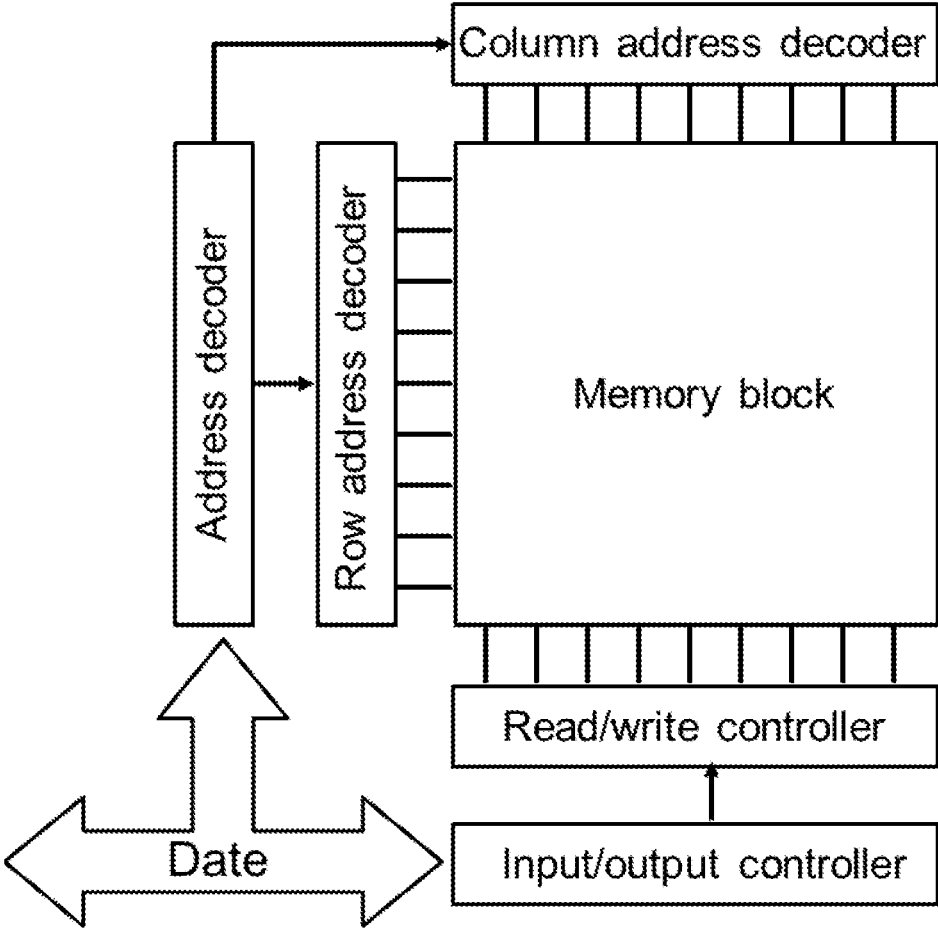 Column address decoder
Address decoder
Row address decoder
Memory block
Read/write controller
Date
Input/output controller